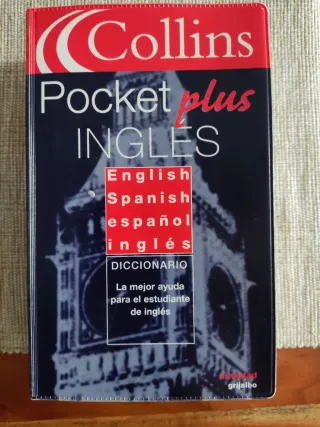 Collins
Pocket plus
INGLÉS
English
Spanish
español
inglés
DICCIONARIO
La mejor ayuda
para el estudiante
de inglés
grijalbo